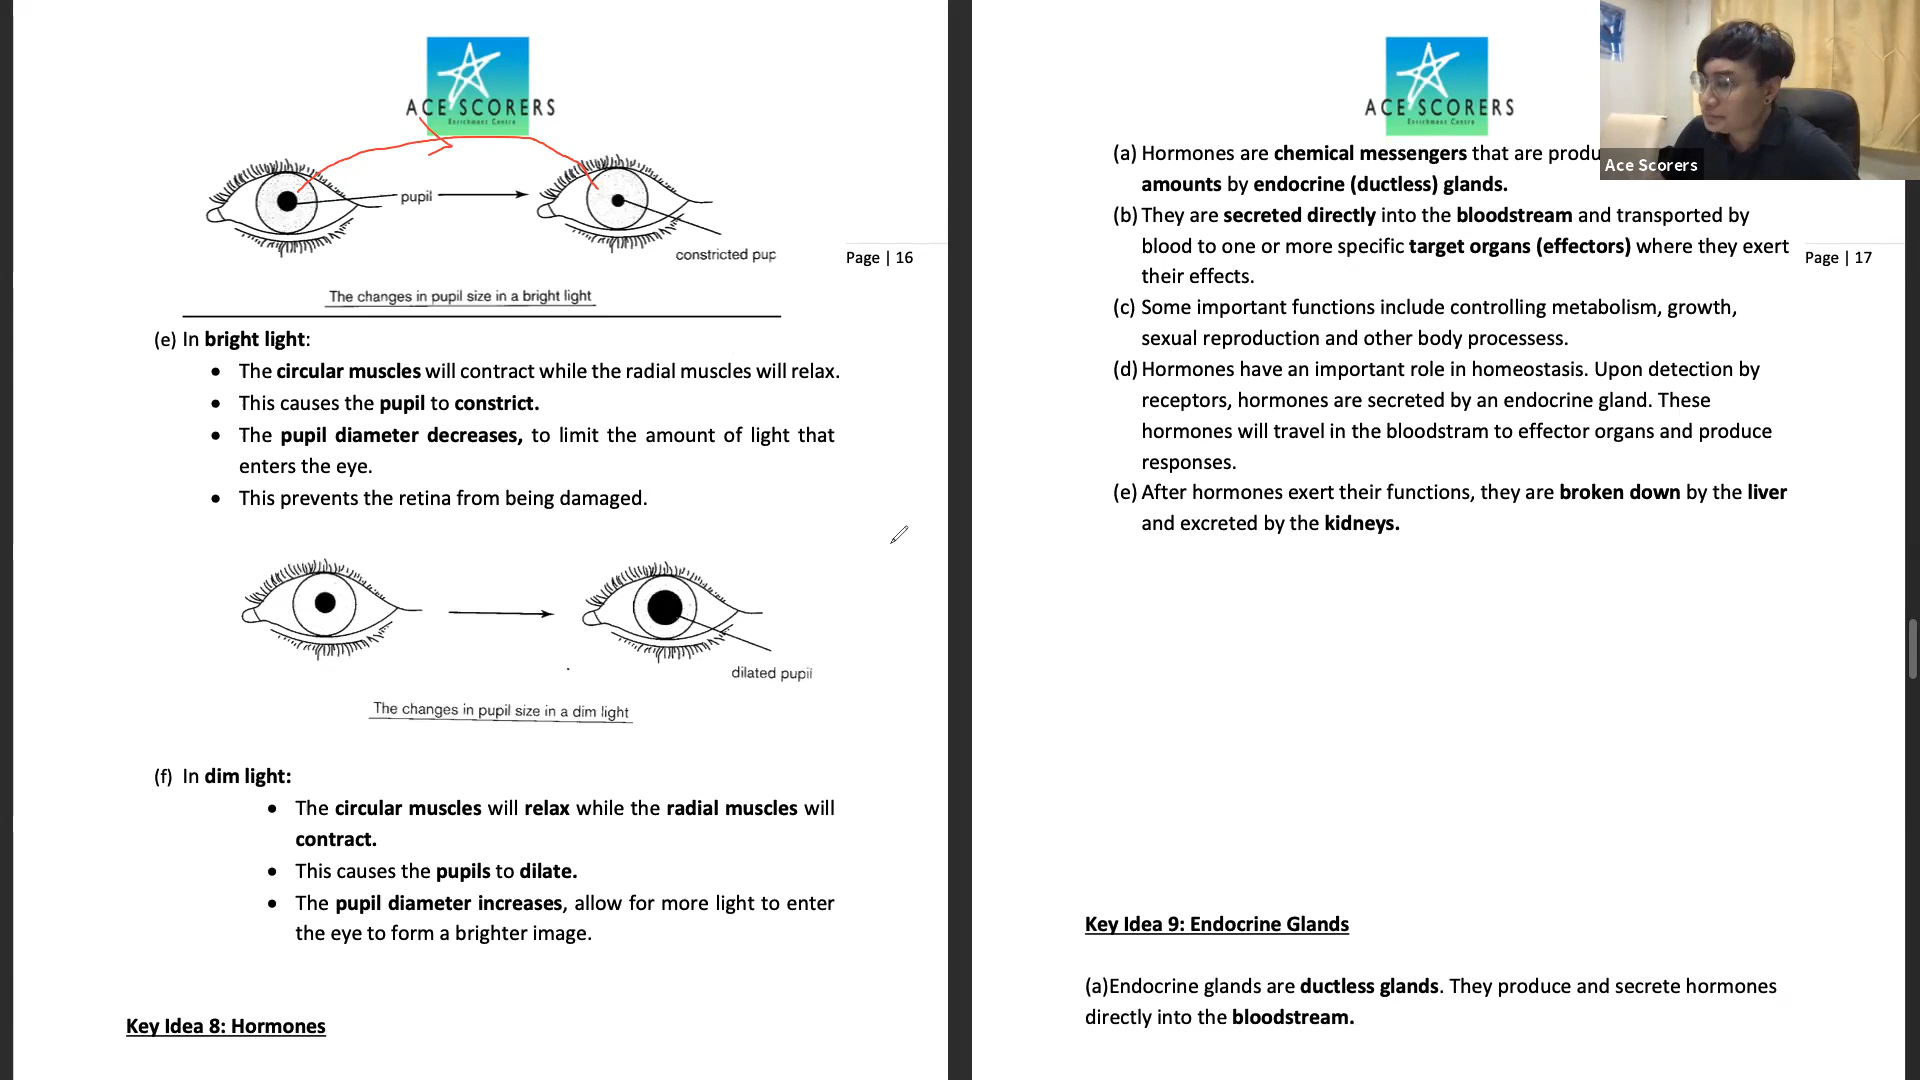 ACE SCORERS
Enrichment Centre
pupil
constricted pup
Page | 16
The changes in pupil size in a bright light
(e) In bright light:
• The circular muscles will contract while the radial muscles will relax.
• This causes the pupil to constrict.
• The pupil diameter decreases, to limit the amount of light that
enters the eye.
• This prevents the retina from being damaged.
dilated pupil
The changes in pupil size in a dim light
(f) In dim light:
• The circular muscles will relax while the radial muscles will
contract.
• This causes the pupils to dilate.
• The pupil diameter increases, allow for more light to enter
the eye to form a brighter image.
Key Idea 8: Hormones
ACE SCORERS
Enrichment Centre
Ace Scorers
(a) Hormones are chemical messengers that are produ
amounts by endocrine (ductless) glands.
(b) They are secreted directly into the bloodstream and transported by
blood to one or more specific target organs (effectors) where they exert
their effects.
Page | 17
(c) Some important functions include controlling metabolism, growth,
sexual reproduction and other body processess.
(d) Hormones have an important role in homeostasis. Upon detection by
receptors, hormones are secreted by an endocrine gland. These
hormones will travel in the bloodstram to effector organs and produce
responses.
(e) After hormones exert their functions, they are broken down by the liver
and excreted by the kidneys.
Key Idea 9: Endocrine Glands
(a)Endocrine glands are ductless glands. They produce and secrete hormones
directly into the bloodstream.